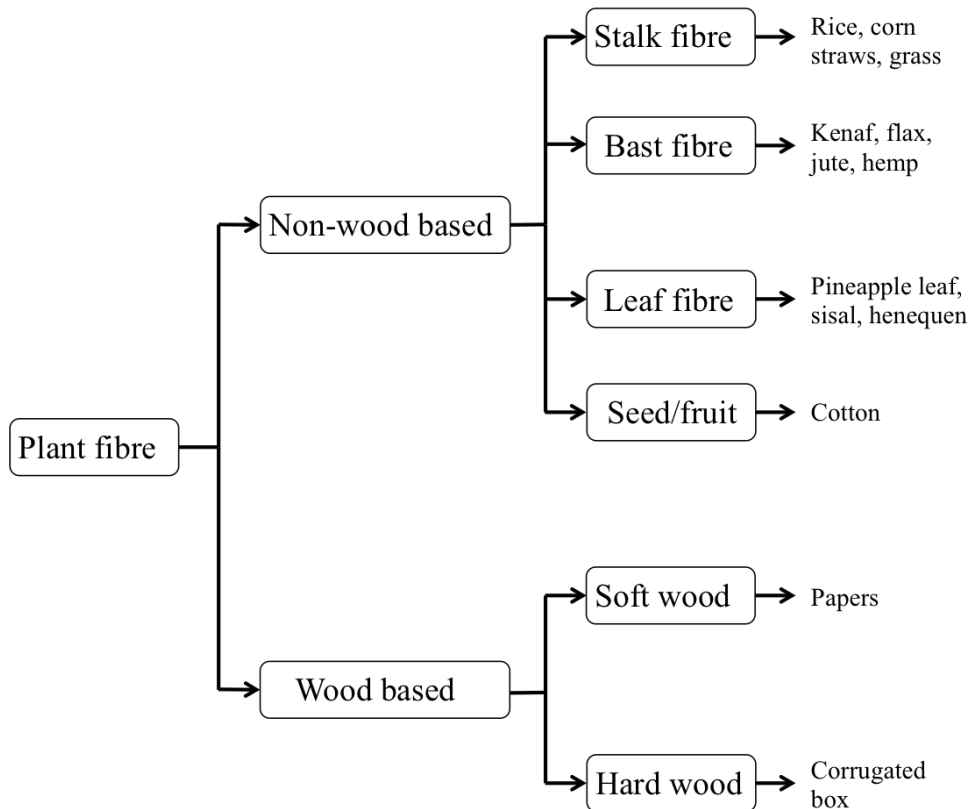 Stalk fibre
Rice, corn
straws, grass
Bast fibre
Kenaf, flax,
jute, hemp
Non-wood based
Leaf fibre
Pineapple leaf,
sisal, henequen
Seed/fruit
Cotton
Plant fibre
Soft wood
Papers
Wood based
Hard wood
Corrugated
box